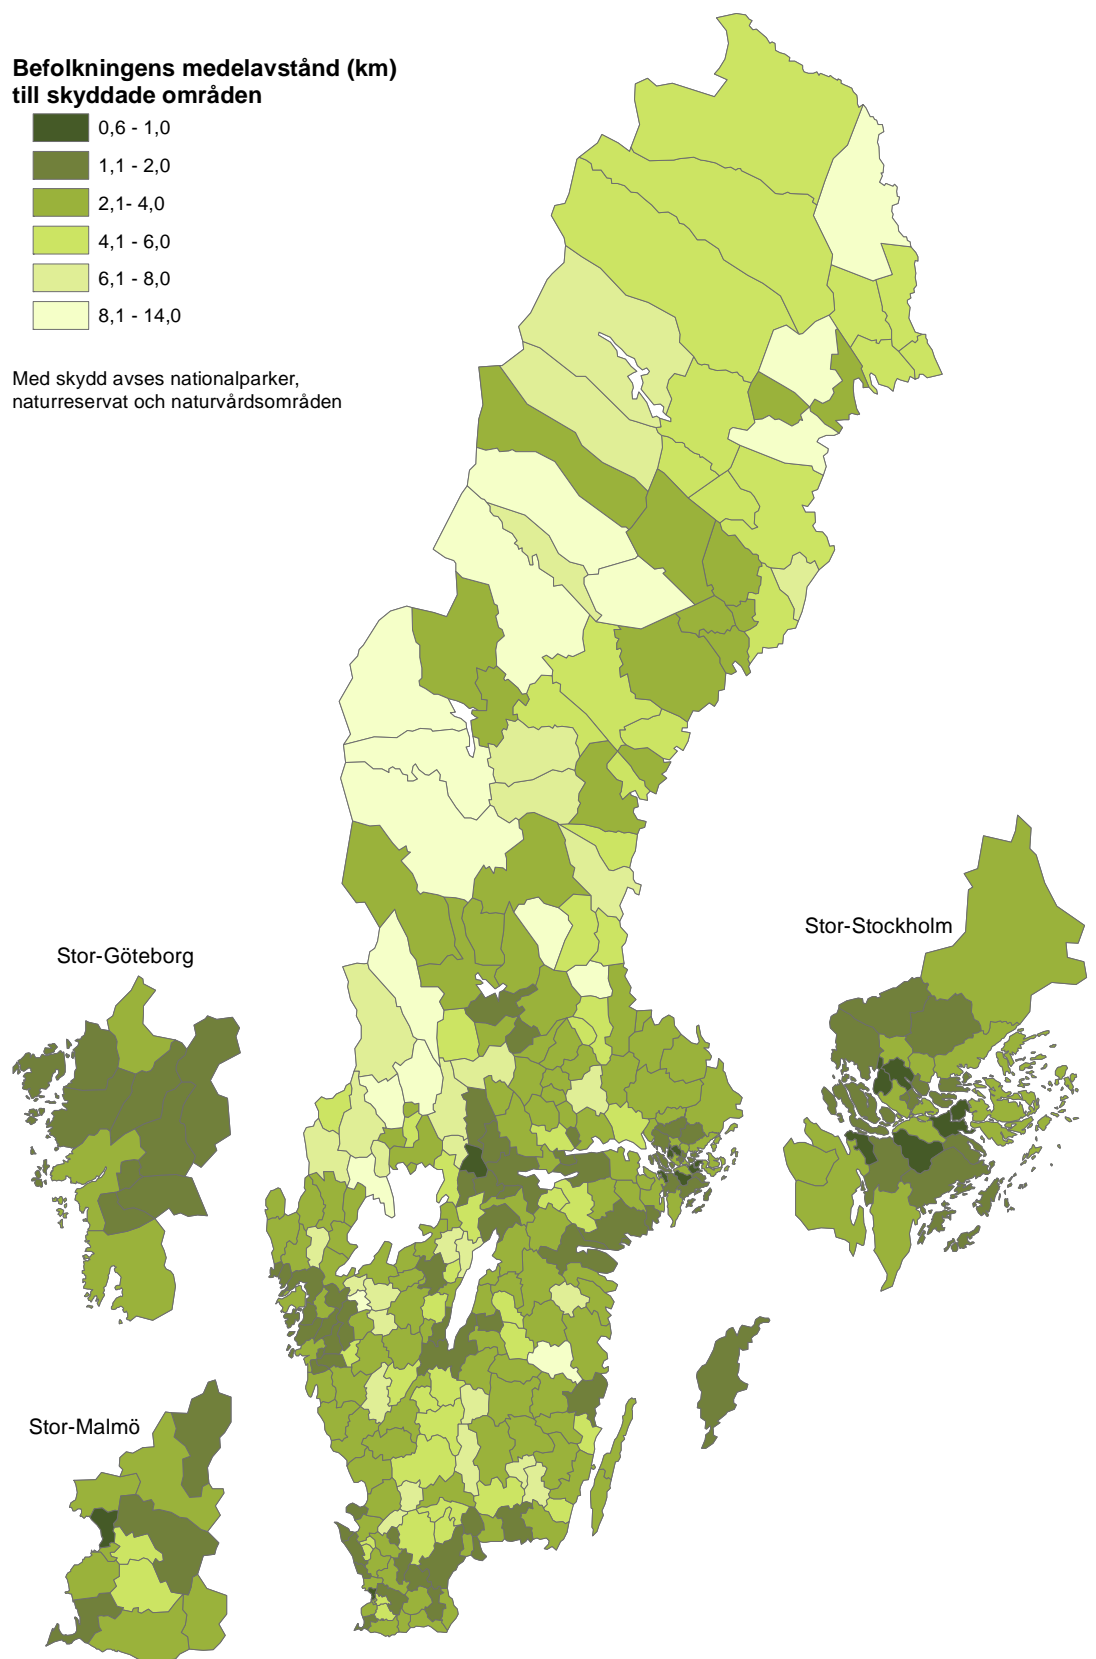 Befolkningens medelavstånd (km)
till skyddade områden
0,6 - 1,0
1,1 - 2,0
2,1- 4,0
4,1 - 6,0
6,1 - 8,0
8,1 - 14,0
Med skydd avses nationalparker,
naturreservat och naturvårdsområden
Stor-Stockholm
Stor-Göteborg
Stor-Malmö